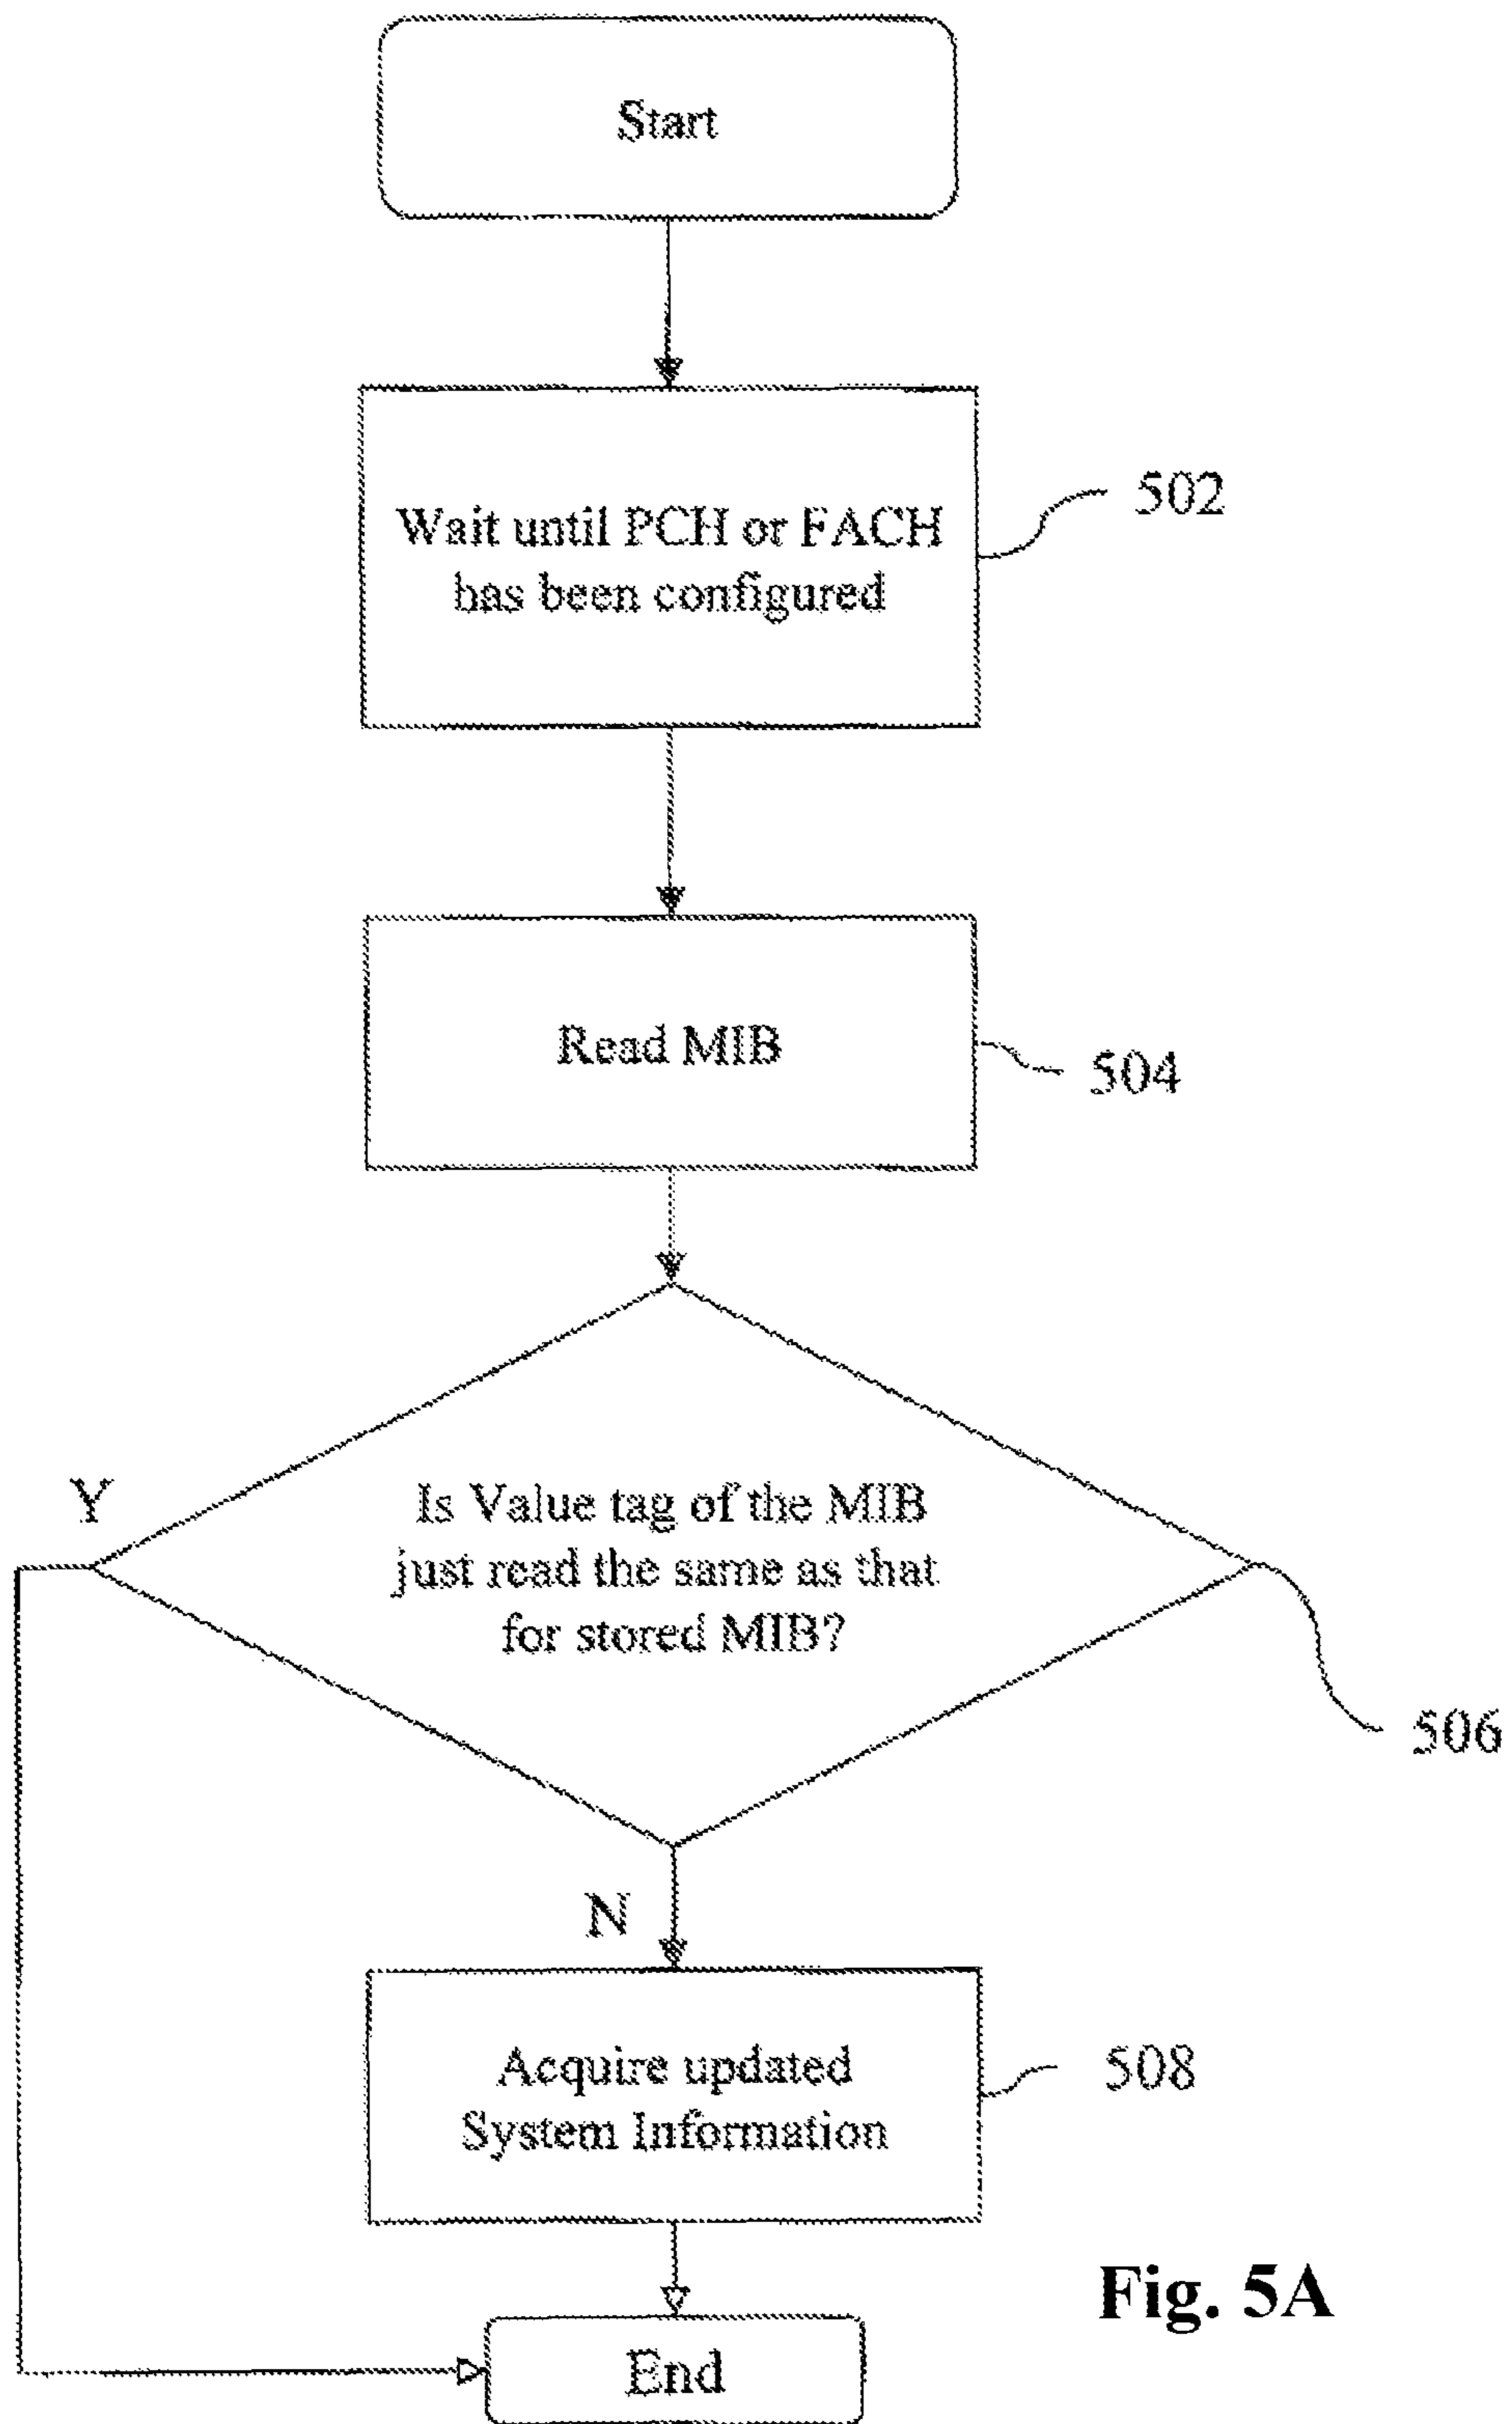 Start
Wait until PCH or FACH
has been configured
502
Read MIB
504
Y
Is Value tag of the MIB
just read the same as that
for stored MIB?
506
N
Acquire updated
System Information
508
Fig. 5A
End